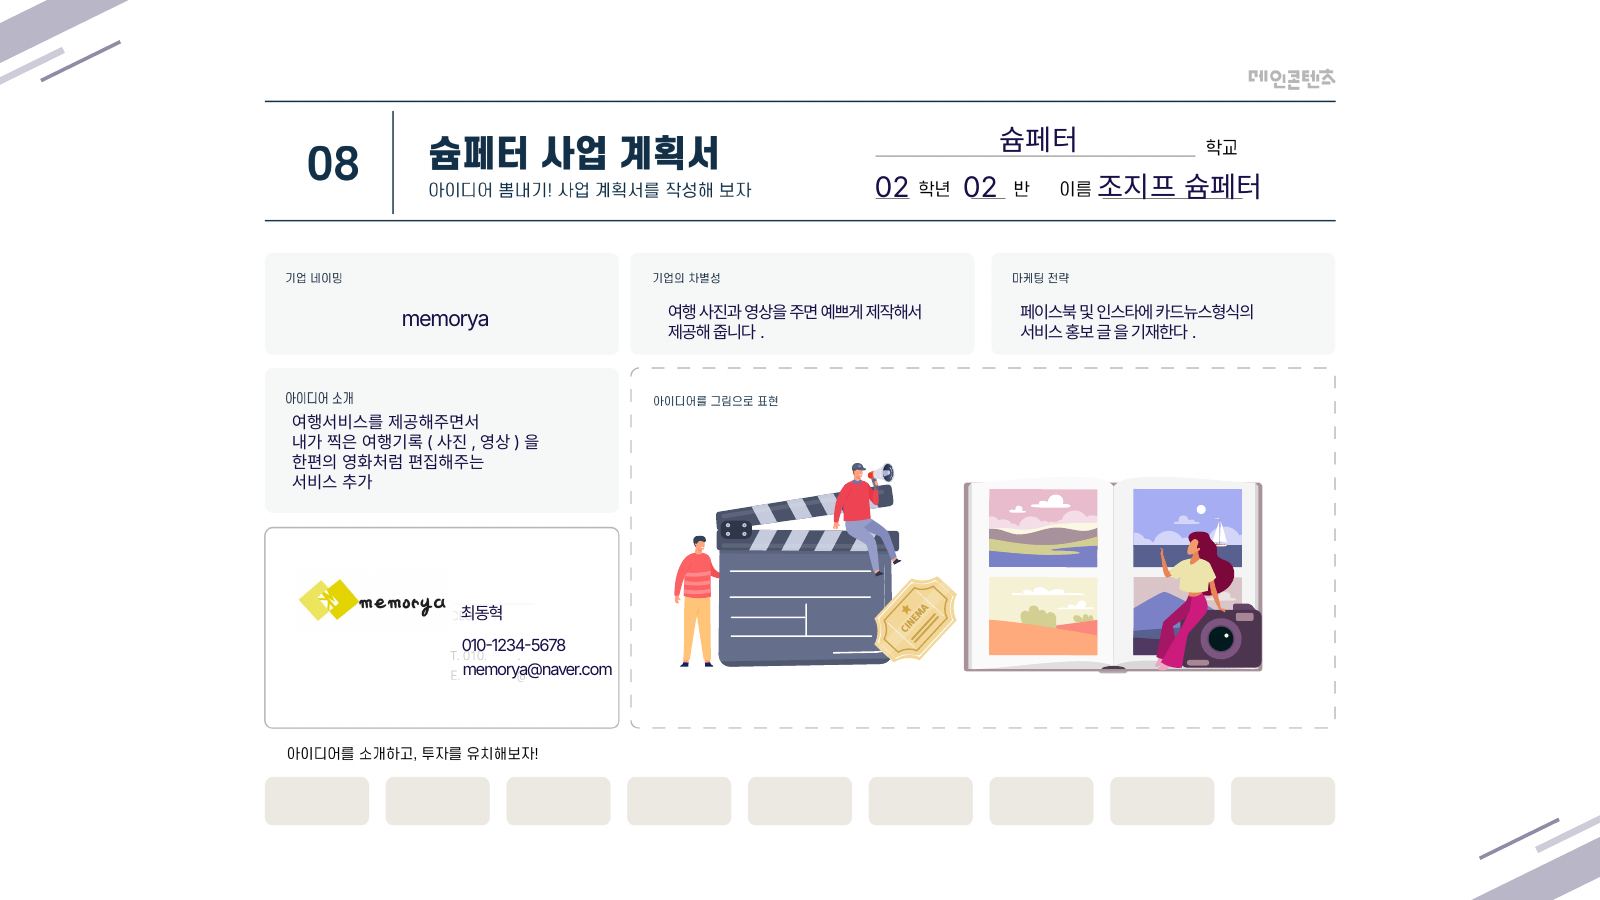 메인콘텐츠
08
슘페터 사업 계획서
아이디어 뽐내기! 사업 계획서를 작성해 보자
슘페터 학교
02 학년 02 반 이름 조지프 슘페터
기업 네이밍
memorya
기업의 차별성
여행 사진과 영상을 주면 예쁘게 제작해서
제공해 줍니다 .
마케팅 전략
페이스북 및 인스타에 카드뉴스형식의
서비스 홍보 글 을 기재한다 .
아이디어 소개
여행서비스를 제공해주면서
내가 찍은 여행기록 ( 사진 , 영상 ) 을
한편의 영화처럼 편집해주는
서비스 추가
아이디어를 그림으로 표현
CINEMA
memorya
최동혁
T. 010.
010-1234-5678
E. @
memorya@naver.com
아이디어를 소개하고, 투자를 유치해보자!